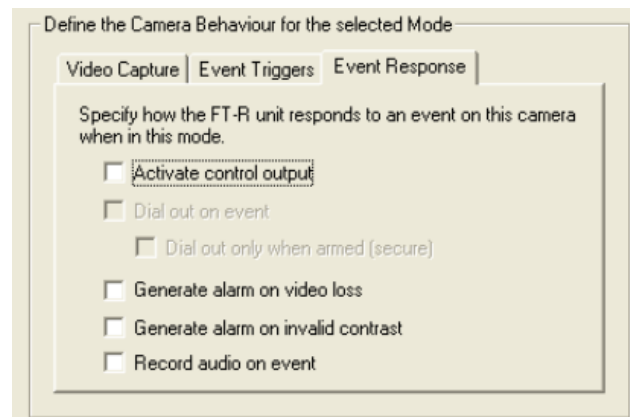 Define the Camera Behaviour for the selected Mode
Video Capture Event Triggers Event Response
Specify how the FT-R unit responds to an event on this camera
when in this mode.
Activate control output
Dial out on event
Dial out only when armed (secure)
Generate alarm on video loss
Generate alarm on invalid contrast
Record audio on event